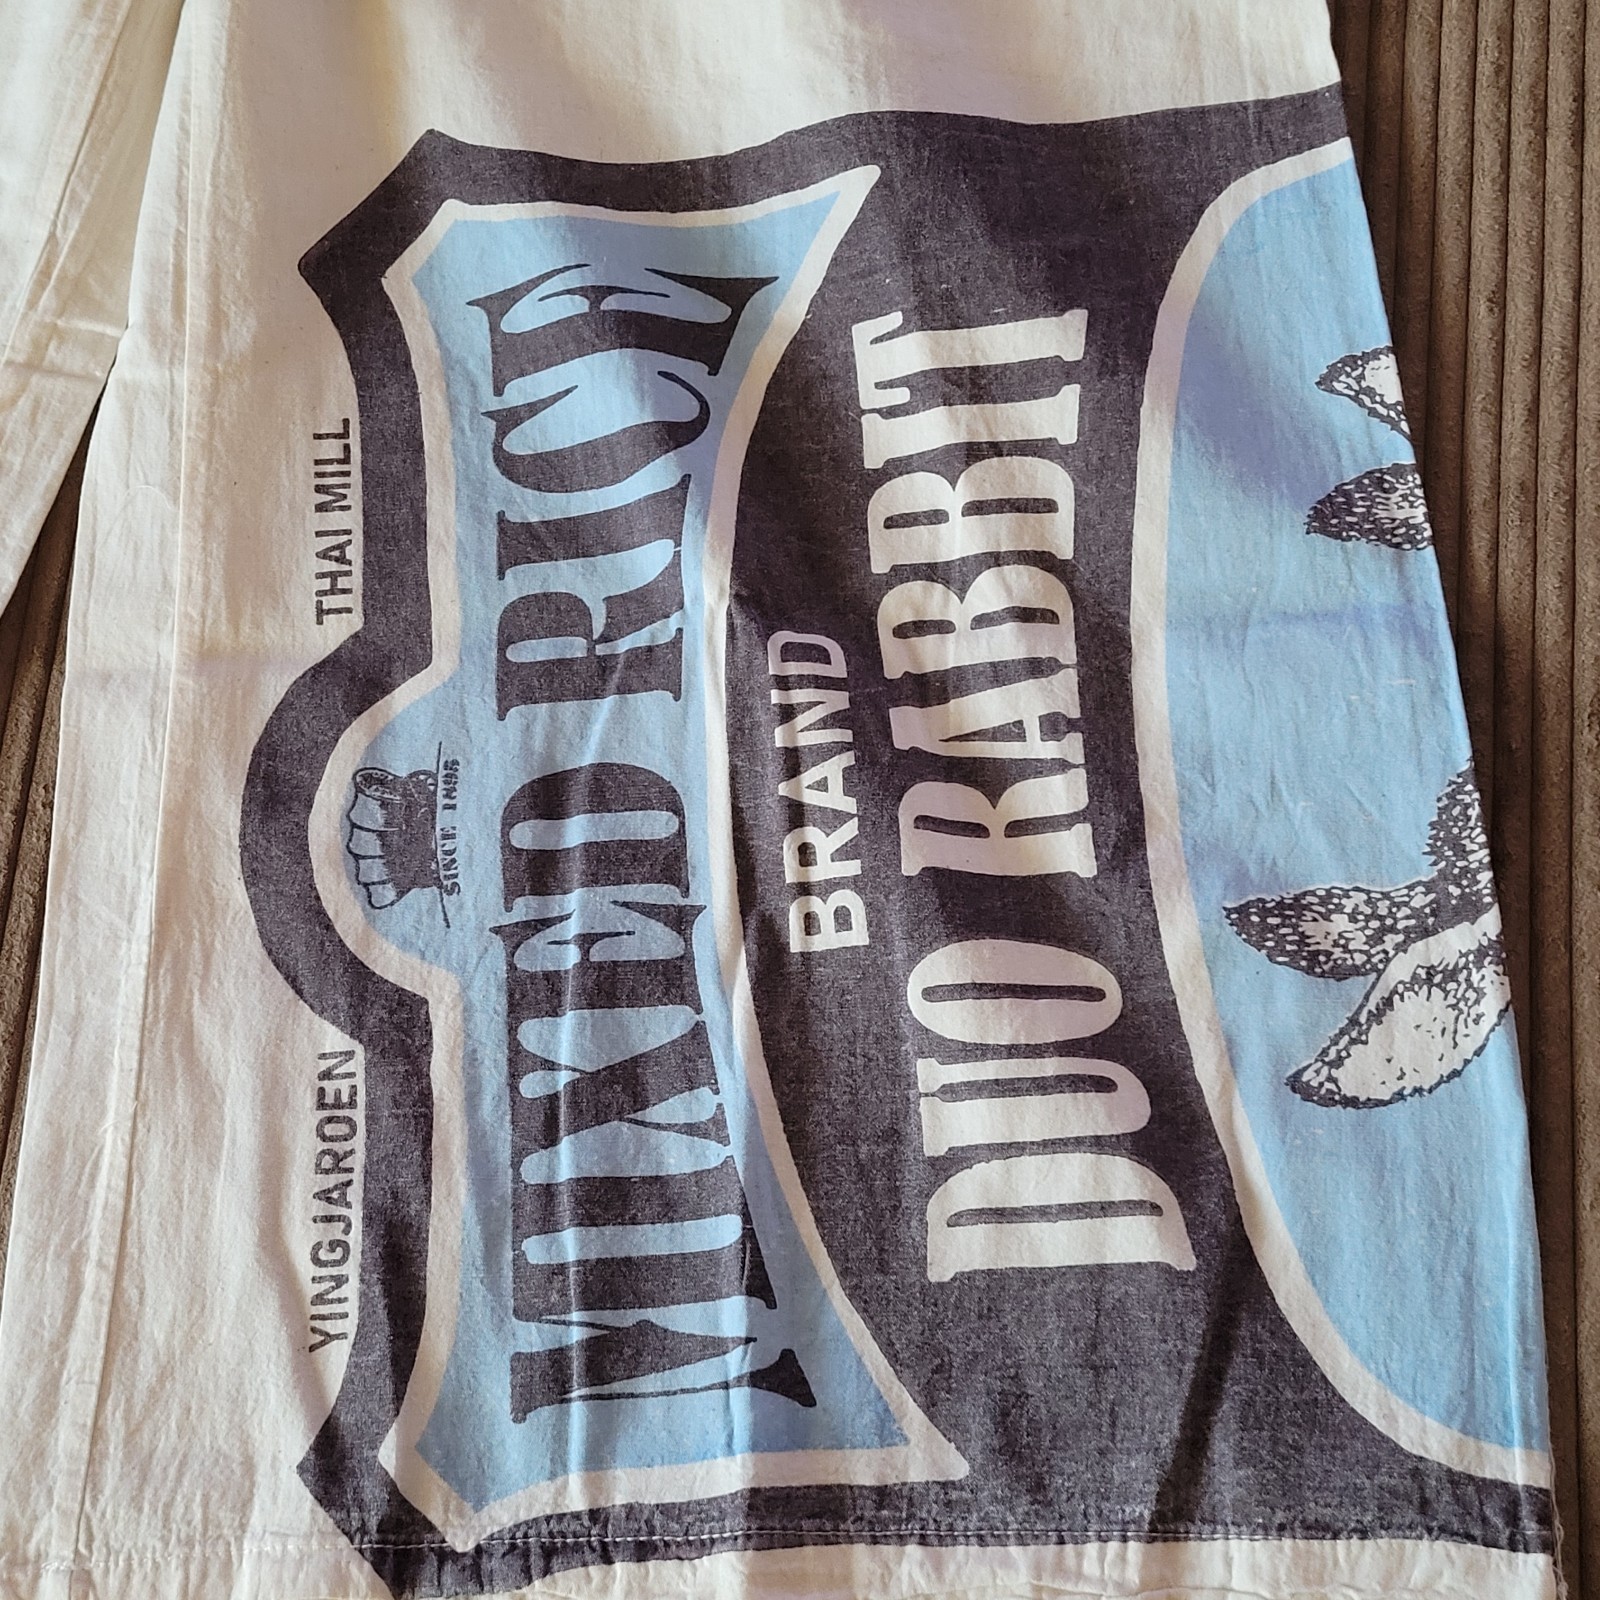 YINGJAROEN THAI MILL
SINCE 1895
MIXED RICE
BRAND
DUO RABBIT